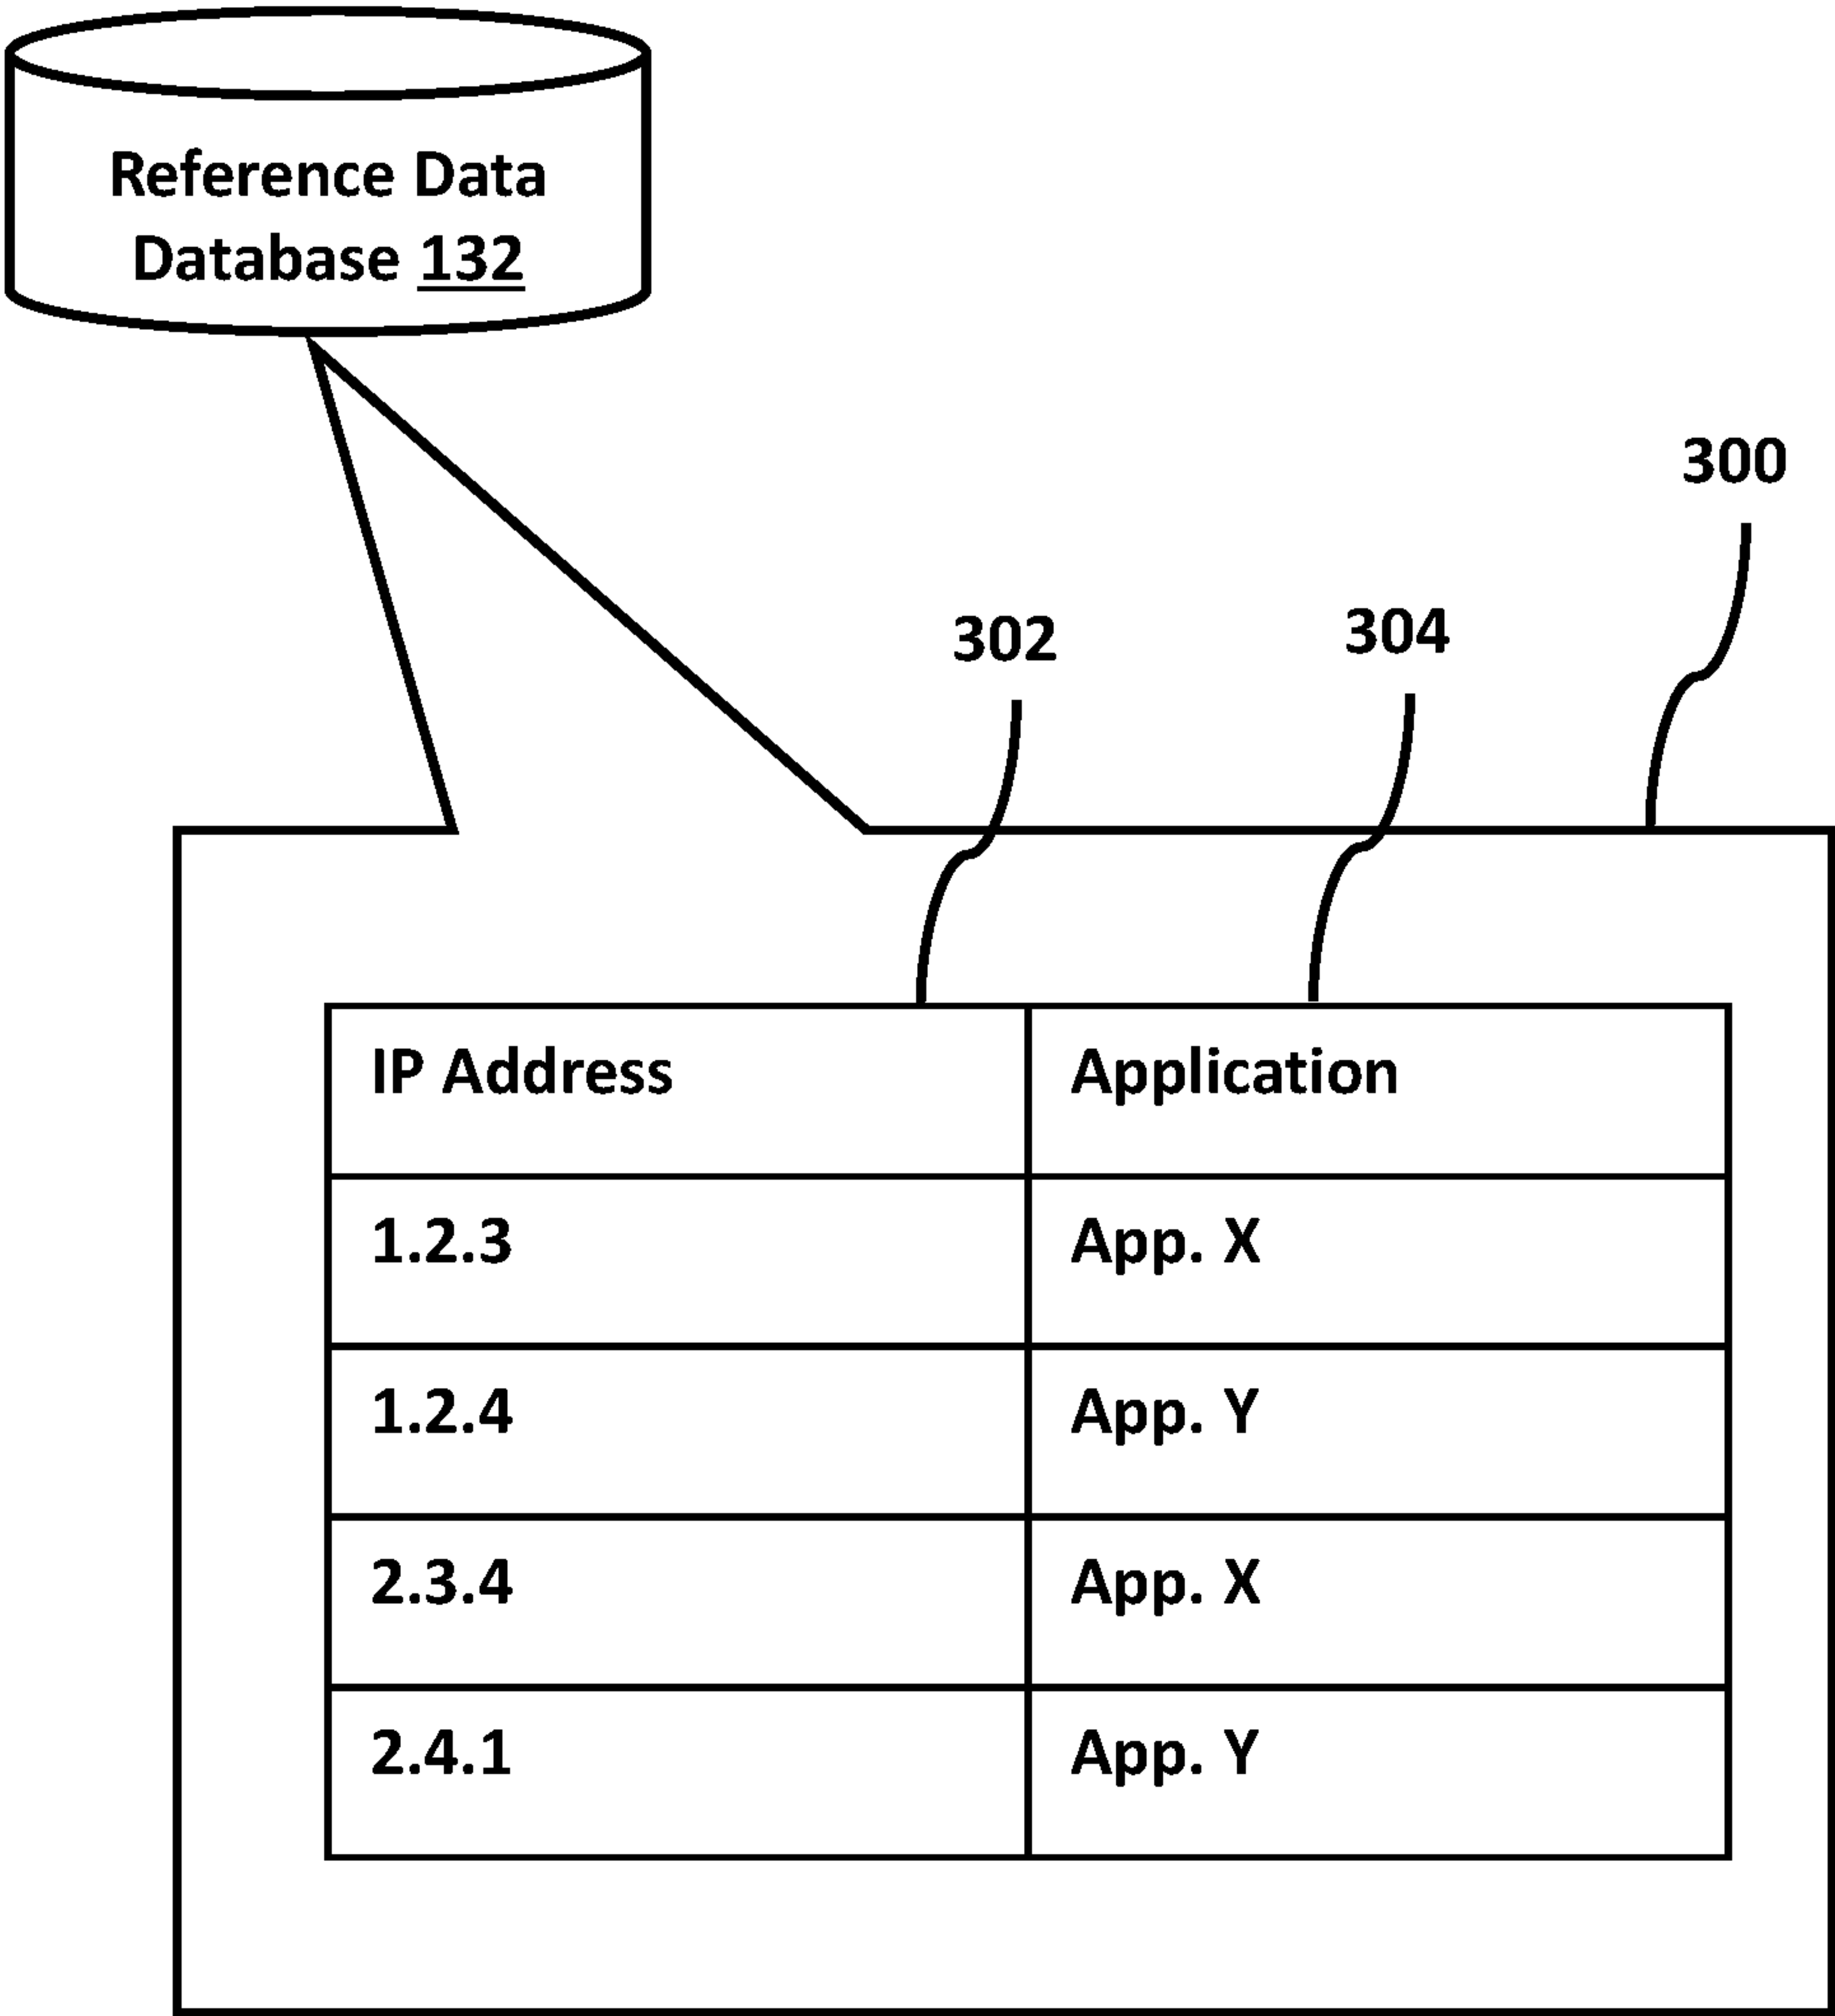 Reference Data
Database 132
300
302
304
IP Address Application
1.2.3 App. X
1.2.4 App. Y
2.3.4 App. X
2.4.1 App. Y